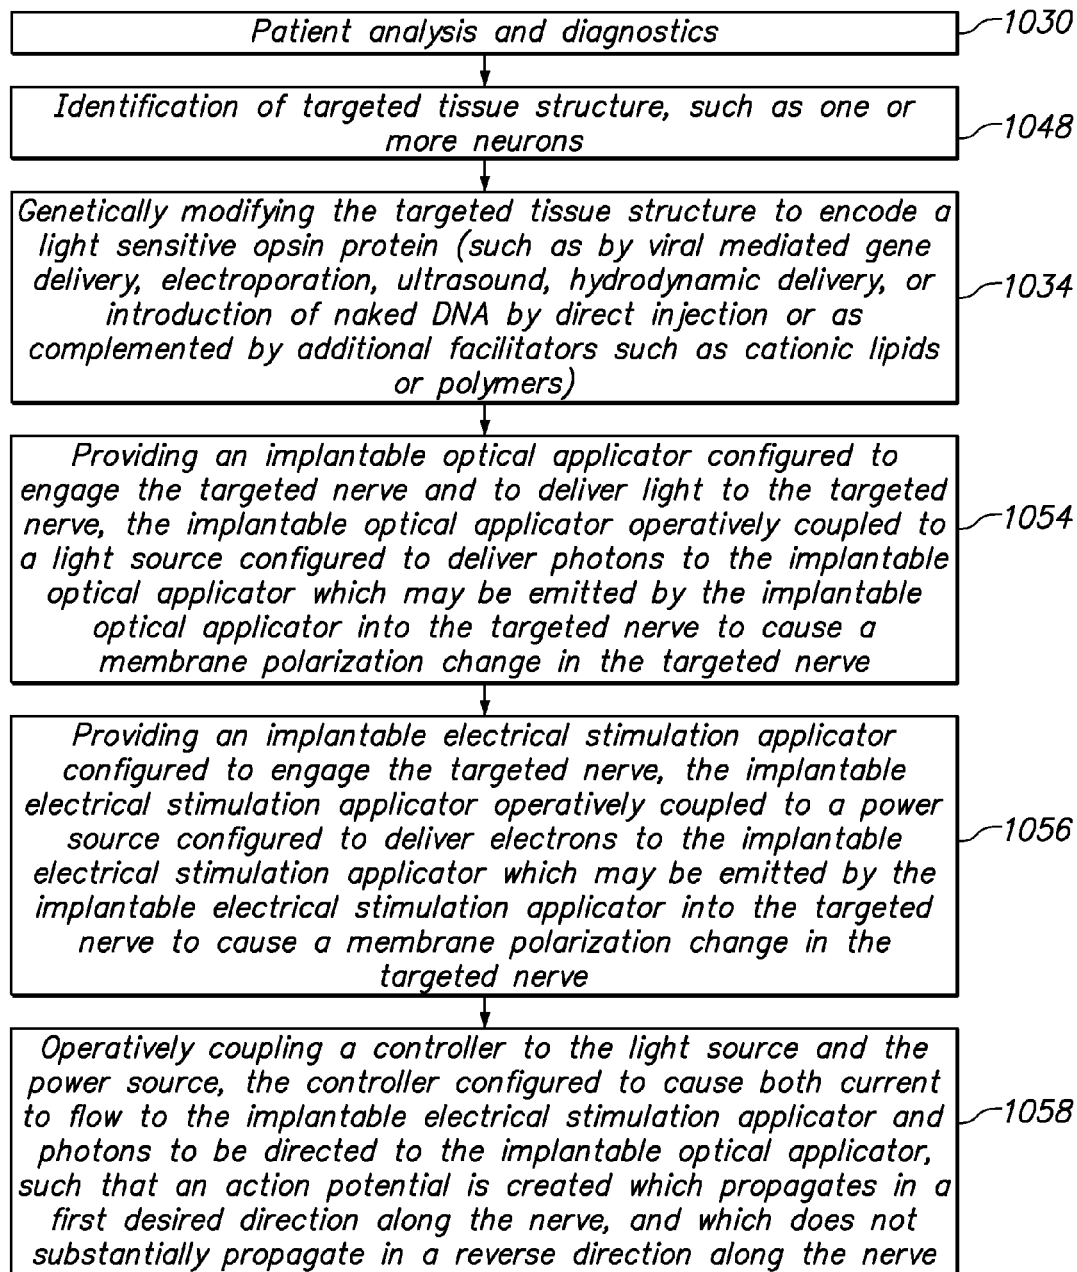 Patient analysis and diagnostics
1030
Identification of targeted tissue structure, such as one or
more neurons
1048
Genetically modifying the targeted tissue structure to encode a
light sensitive opsin protein (such as by viral mediated gene
delivery, electroporation, ultrasound, hydrodynamic delivery, or
introduction of naked DNA by direct injection or as
complemented by additional facilitators such as cationic lipids
or polymers)
1034
Providing an implantable optical applicator configured to
engage the targeted nerve and to deliver light to the targeted
nerve, the implantable optical applicator operatively coupled to
a light source configured to deliver photons to the implantable
optical applicator which may be emitted by the implantable
optical applicator into the targeted nerve to cause a
membrane polarization change in the targeted nerve
1054
Providing an implantable electrical stimulation applicator
configured to engage the targeted nerve, the implantable
electrical stimulation applicator operatively coupled to a power
source configured to deliver electrons to the implantable
electrical stimulation applicator which may be emitted by the
implantable electrical stimulation applicator into the targeted
nerve to cause a membrane polarization change in the
targeted nerve
1056
Operatively coupling a controller to the light source and the
power source, the controller configured to cause both current
to flow to the implantable electrical stimulation applicator and
photons to be directed to the implantable optical applicator,
such that an action potential is created which propagates in a
first desired direction along the nerve, and which does not
substantially propagate in a reverse direction along the nerve
1058